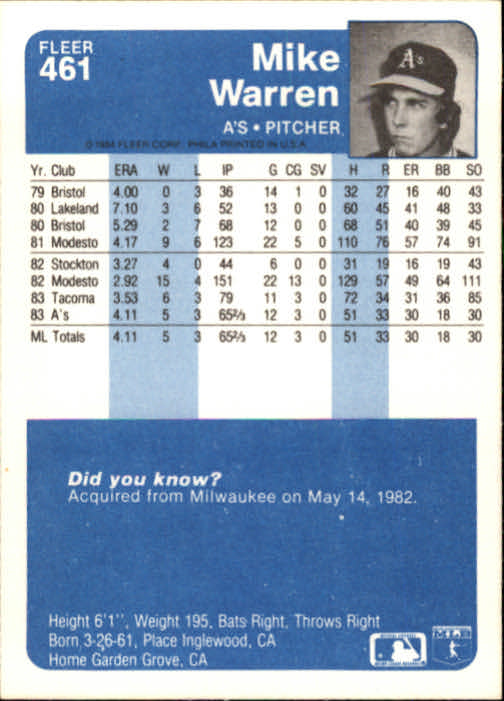 FLEER
461
Mike
Warren
A'S • PITCHER
© 1984 FLEER CORP. PHILA PRINTED IN U.S.A.
Yr. Club ERA W L IP G CG SV H R ER BB SO
79 Bristol 4.00 0 3 36 14 1 0 32 27 16 40 43
80 Lakeland 7.10 3 6 52 13 0 0 60 45 41 48 33
80 Bristol 5.29 2 7 68 12 0 0 68 51 40 39 45
81 Modesto 4.17 9 6 123 22 5 0 110 76 57 74 91
82 Stockton 3.27 4 0 44 6 0 0 31 19 16 19 43
82 Modesto 2.92 15 4 151 22 13 0 129 57 49 64 111
83 Tacoma 3.53 6 3 79 11 3 0 72 34 31 36 85
83 A's 4.11 5 3 65⅔ 12 3 0 51 33 30 18 30
ML Totals 4.11 5 3 65⅔ 12 3 0 51 33 30 18 30
Did you know?
Acquired from Milwaukee on May 14, 1982.
Height 6'1'', Weight 195, Bats Right, Throws Right
Born 3-26-61, Place Inglewood, CA
Home Garden Grove, CA
A's